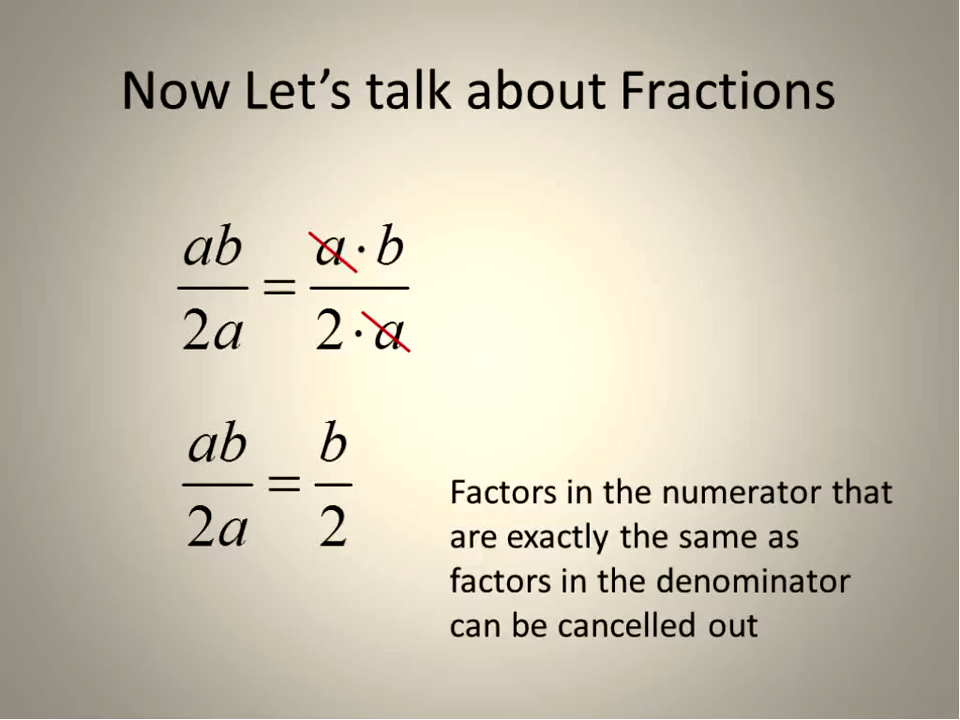 Now Let's talk about Fractions
ab/2a = a · b/2 · a
ab/2a = b/2
Factors in the numerator that
are exactly the same as
factors in the denominator
can be cancelled out